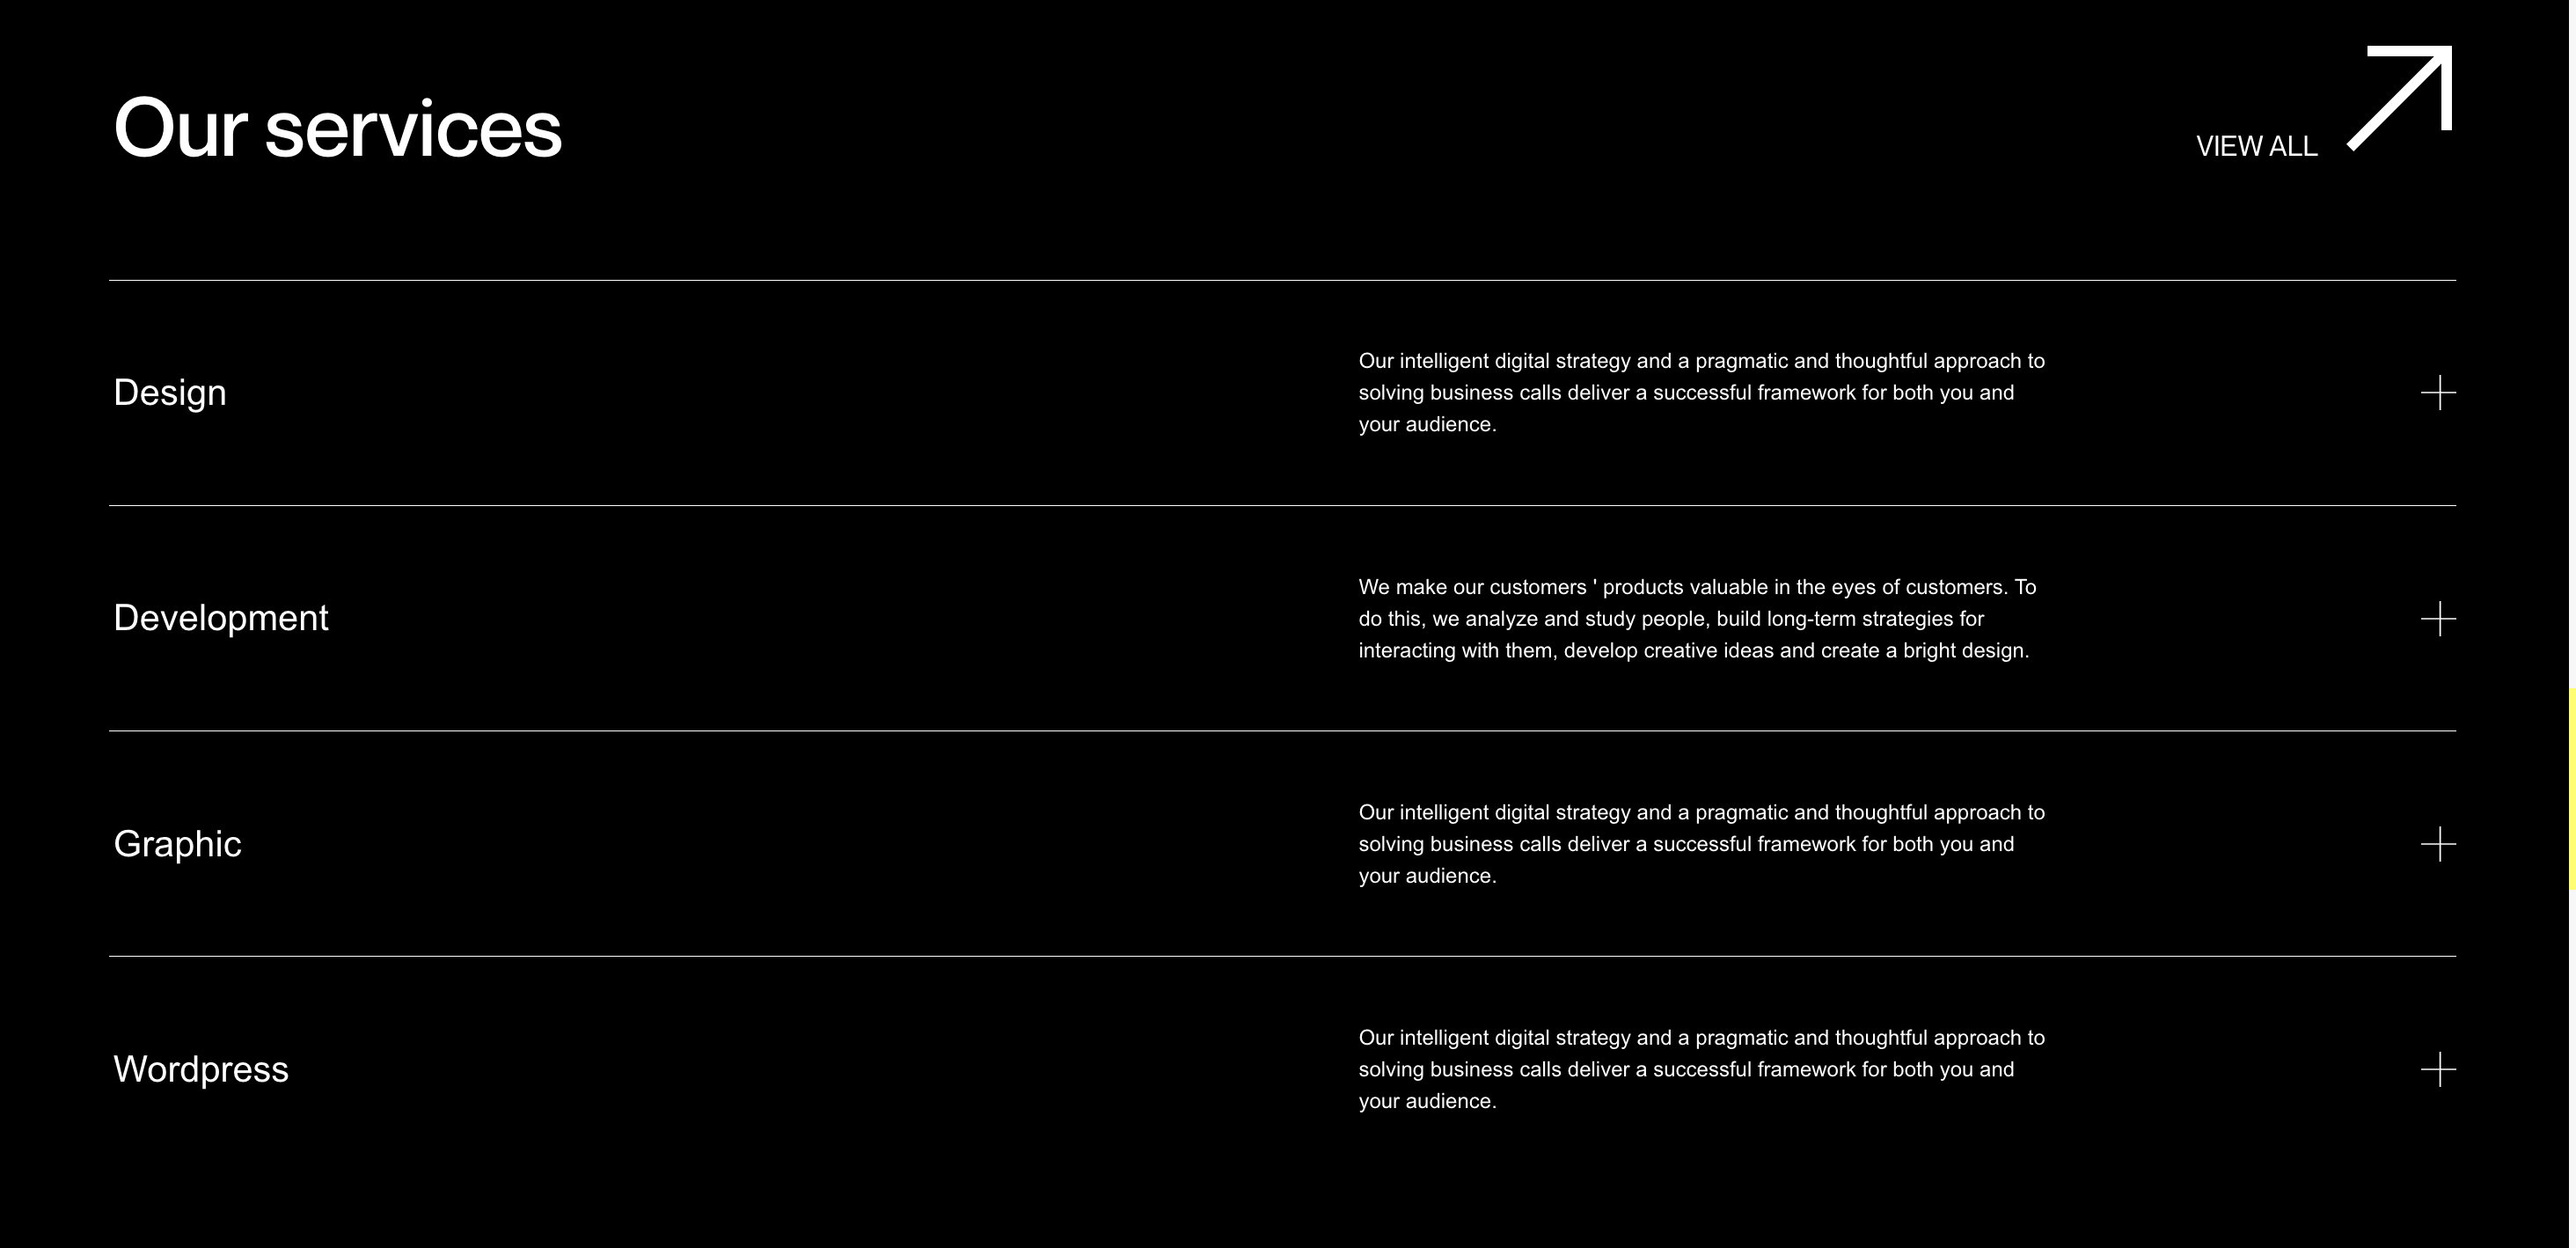 Our services
VIEW ALL
Design
Our intelligent digital strategy and a pragmatic and thoughtful approach to
solving business calls deliver a successful framework for both you and
your audience.
Development
We make our customers ' products valuable in the eyes of customers. To
do this, we analyze and study people, build long-term strategies for
interacting with them, develop creative ideas and create a bright design.
Graphic
Our intelligent digital strategy and a pragmatic and thoughtful approach to
solving business calls deliver a successful framework for both you and
your audience.
Wordpress
Our intelligent digital strategy and a pragmatic and thoughtful approach to
solving business calls deliver a successful framework for both you and
your audience.